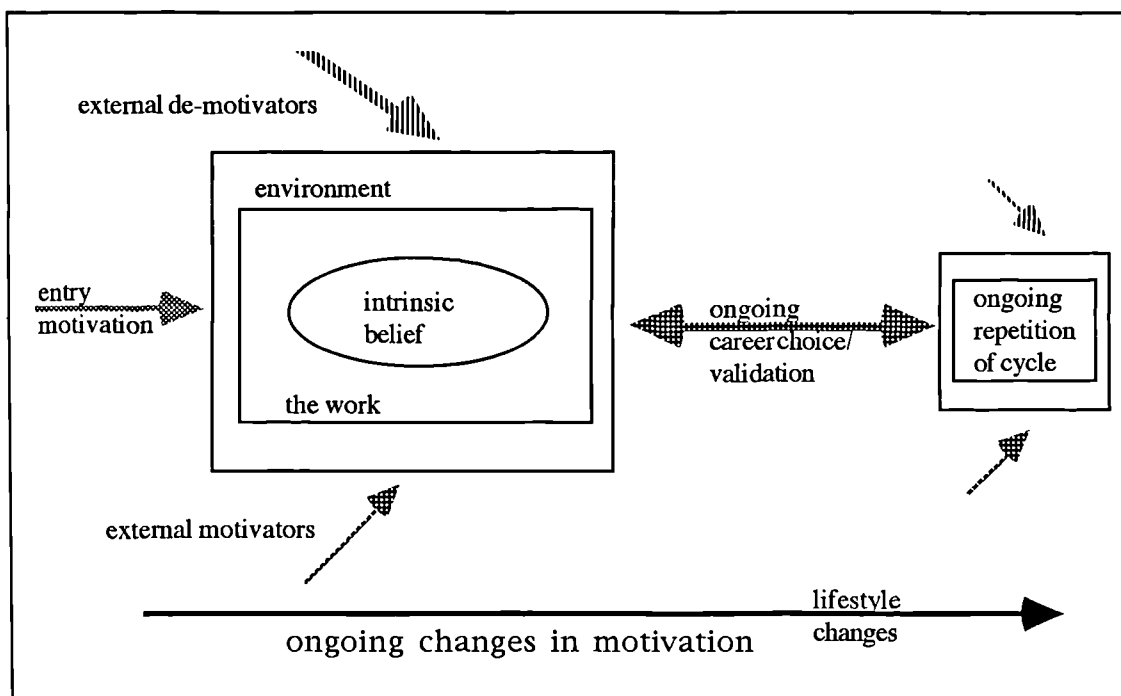 external de-motivators
environment
entry
motivation
intrinsic
belief
the work
external motivators
ongoing
career choice/
validation
ongoing
repetition
of cycle
lifestyle
changes
ongoing changes in motivation